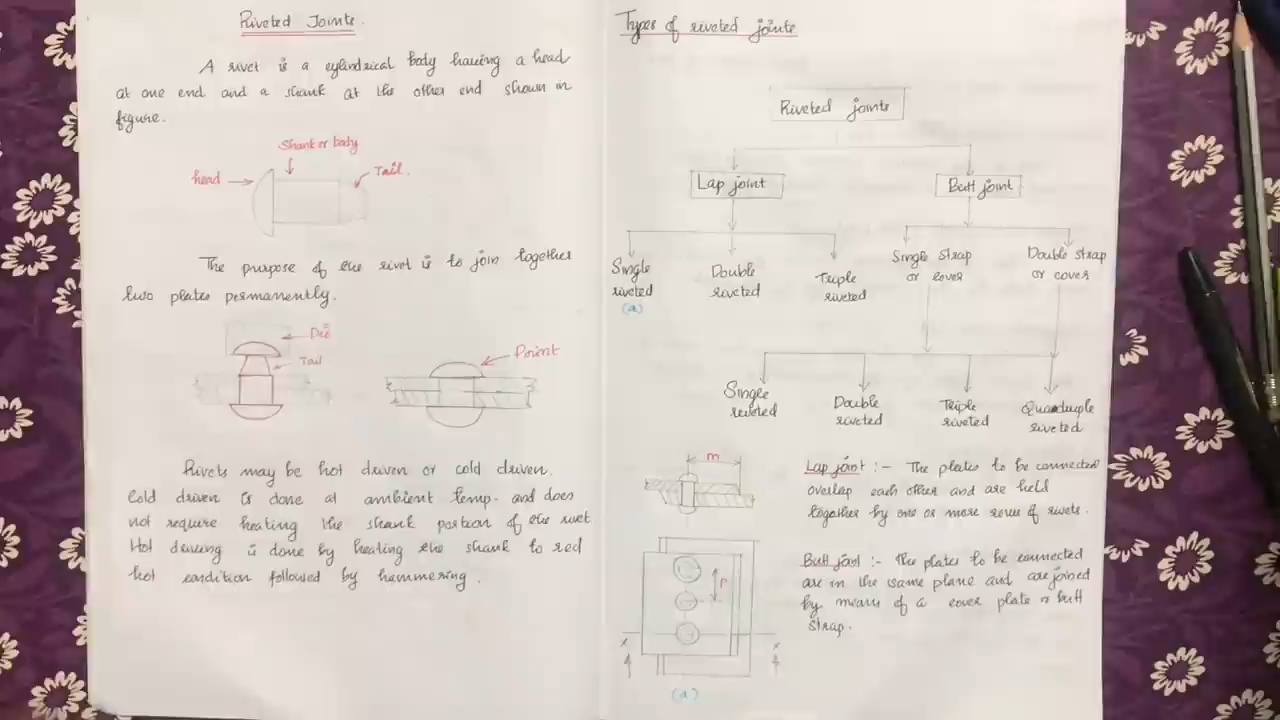 Riveted Joints.
A rivet is a cylindrical body having a head
at one end and a shank at the other end shown in
figure.
Shank or body
head
Tail.
The purpose of the rivet is to join together
two plates permanently.
Die
Tail
Point
Rivets may be hot driven or cold driven.
Cold driven is done at ambient temp. and does
not require heating the shank portion of the rivet
Hot driving is done by heating the shank to red
hot condition followed by hammering.
Types of riveted joints
Riveted joints
Lap joint
Butt joint
Single
riveted
(a)
Double
riveted
Triple
riveted
Single strap
or cover
Double strap
or cover
Single
riveted
Double
riveted
Triple
riveted
Quadruple
riveted
m
Lap joint :- The plates to be connected
overlap each other and are held
together by one or more rows of rivets.
P
x x
(a)
Butt joint :- The plates to be connected
are in the same plane and are joined
by means of a cover plate or butt
strap.